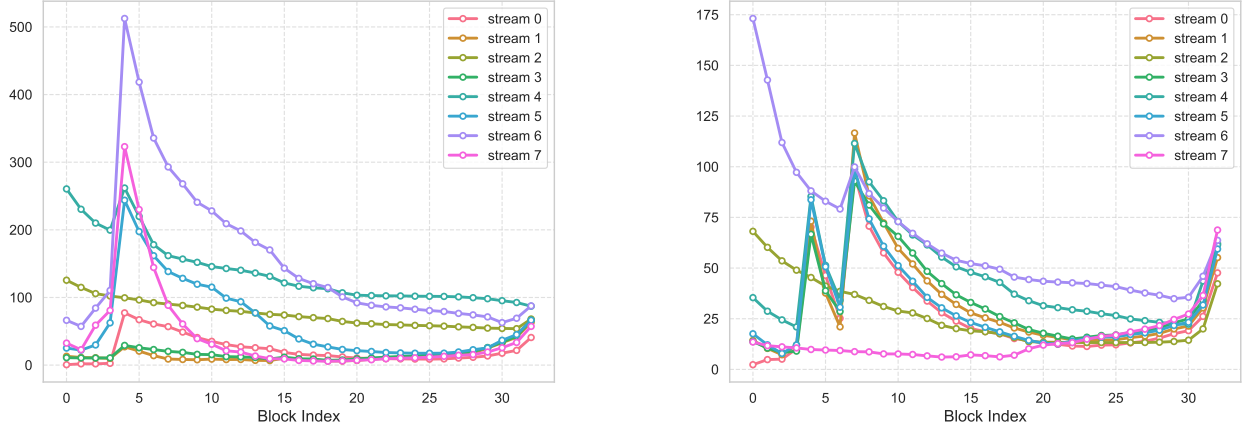 500
400
300
200
100
0
0 5 10 15 20 25 30
Block Index
stream 0
stream 1
stream 2
stream 3
stream 4
stream 5
stream 6
stream 7
175
150
125
100
75
50
25
0
0 5 10 15 20 25 30
Block Index
stream 0
stream 1
stream 2
stream 3
stream 4
stream 5
stream 6
stream 7